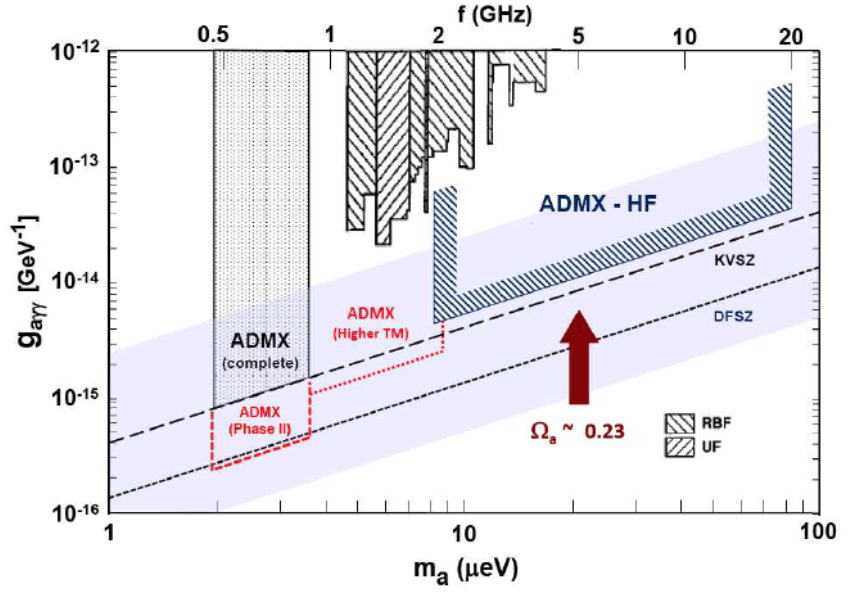 f (GHz)
0.5 1 2 5 10 20
10-12
10-13
10-14
10-15
10-16
gaγγ [GeV-1]
ADMX - HF
KVSZ
DFSZ
ADMX
(Higher TM)
ADMX
(complete)
ADMX
(Phase II)
Ωa ~ 0.23
RBF
UF
1 10 100
ma (μeV)